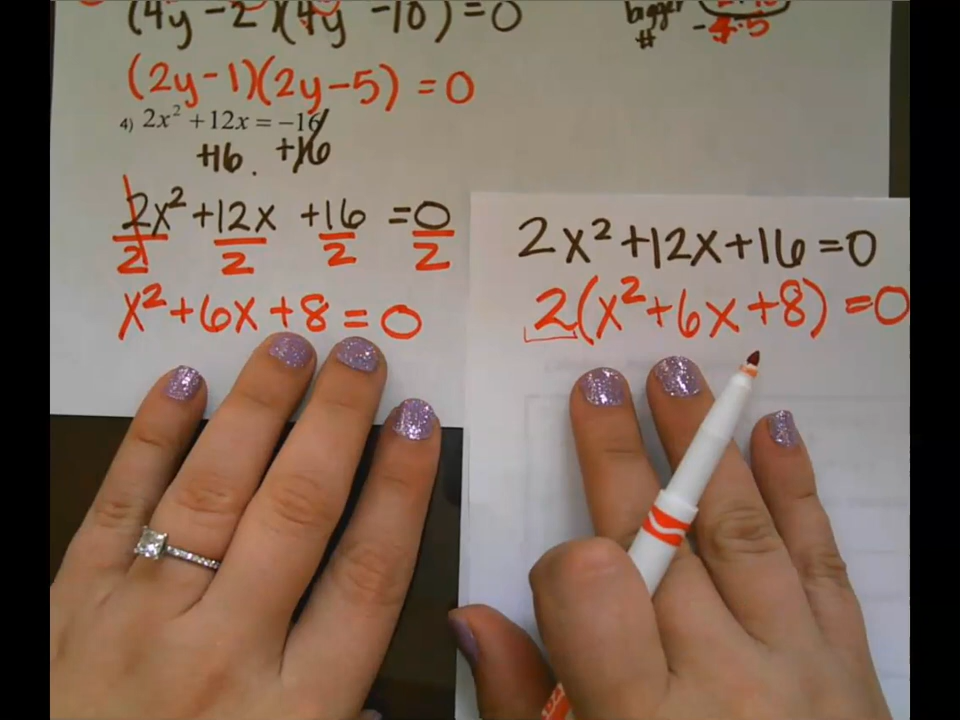 (4y - 2)(4y - 10) = 0
bigger
#
(2y - 1)(2y - 5) = 0
4) 2x² + 12x = -16
+16 +16
2x² + 12x + 16 = 0
2 2 2 2
x² + 6x + 8 = 0
2x² + 12x + 16 = 0
2(x² + 6x + 8) = 0